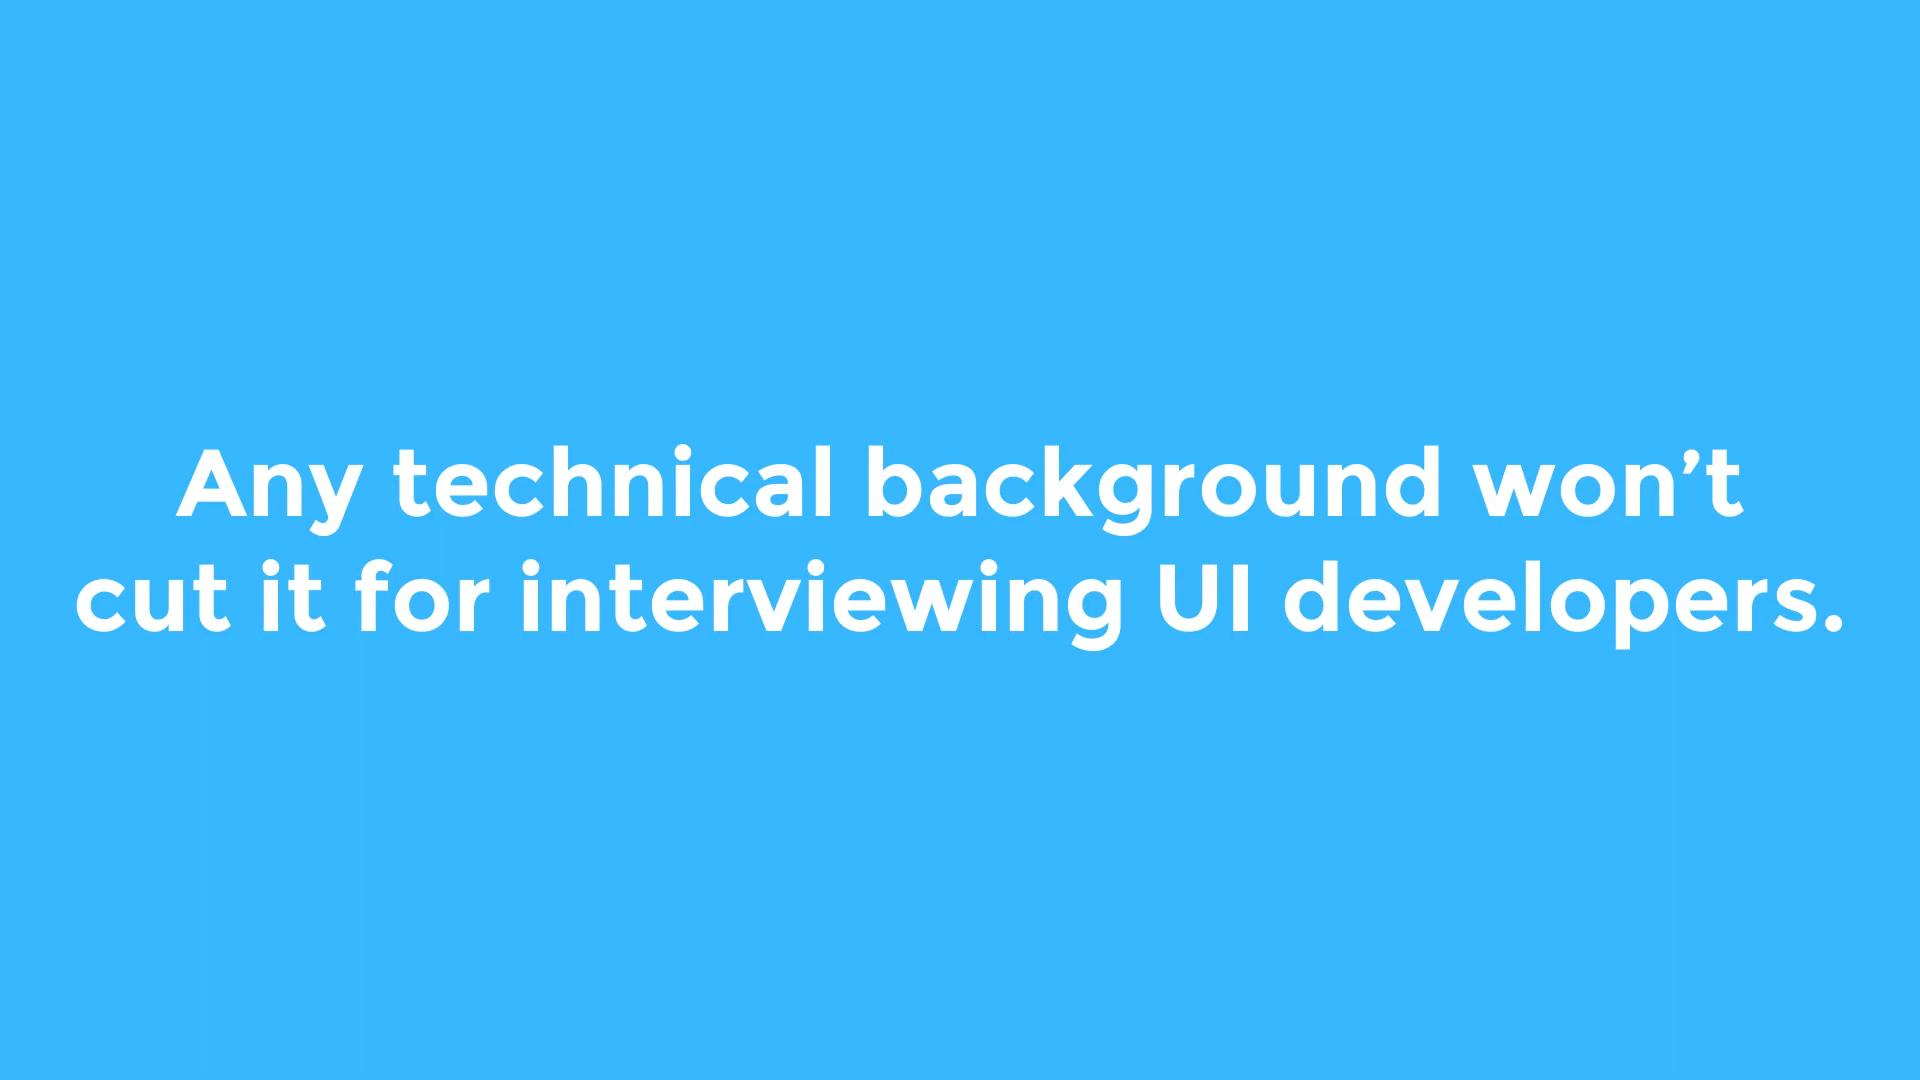 Any technical background won’t
cut it for interviewing UI developers.